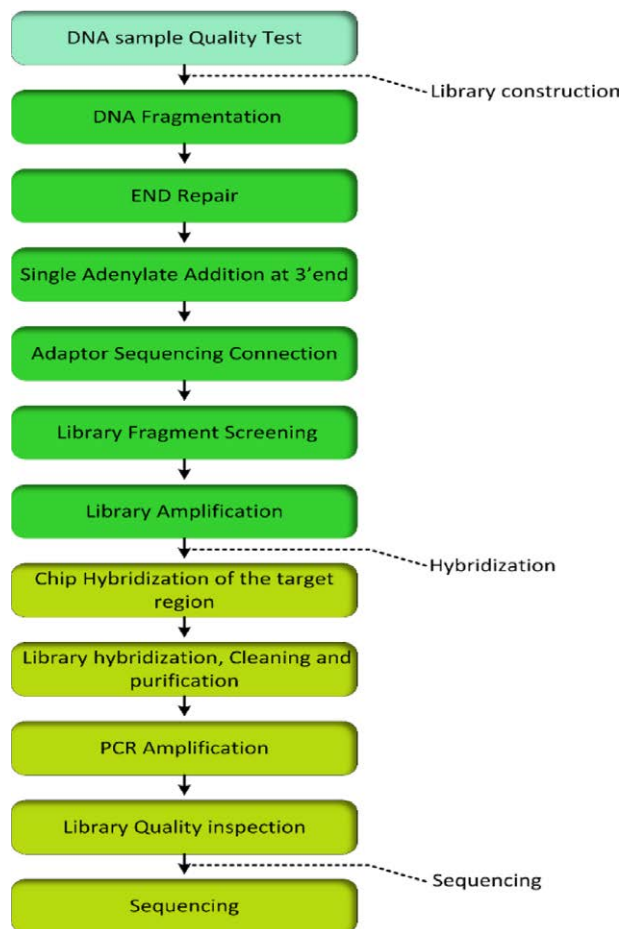 DNA sample Quality Test
Library construction
DNA Fragmentation
END Repair
Single Adenylate Addition at 3'end
Adaptor Sequencing Connection
Library Fragment Screening
Library Amplification
Hybridization
Chip Hybridization of the target
region
Library hybridization, Cleaning and
purification
PCR Amplification
Library Quality inspection
Sequencing
Sequencing